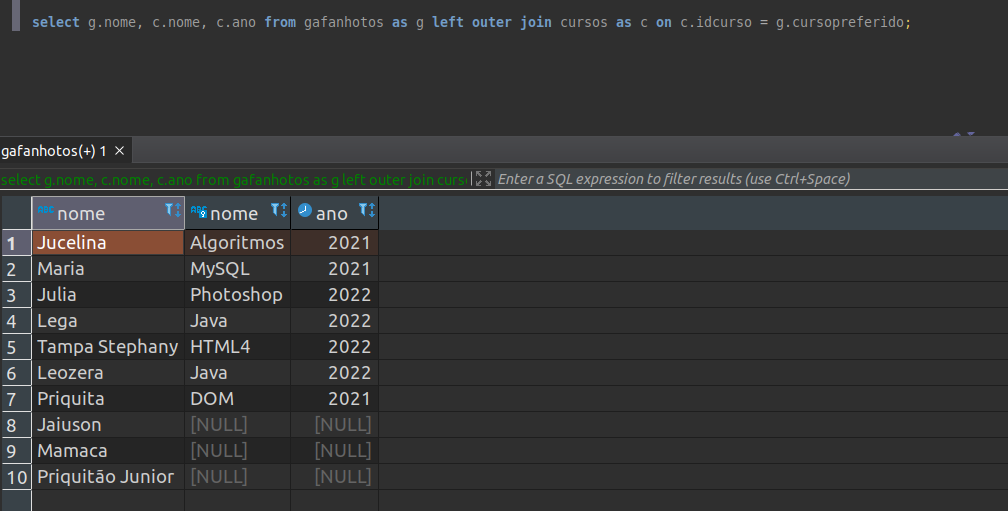 select g.nome, c.nome, c.ano from gafanhotos as g left outer join cursos as c on c.idcurso = g.cursopreferido;
gafanhotos(+) 1 ×
select g.nome, c.nome, c.ano from gafanhotos as g left outer join curs Enter a SQL expression to filter results (use Ctrl+Space)
ABC nome ABC nome ano
1 Jucelina Algoritmos 2021
2 Maria MySQL 2021
3 Julia Photoshop 2022
4 Lega Java 2022
5 Tampa Stephany HTML4 2022
6 Leozera Java 2022
7 Priquita DOM 2021
8 Jaiuson [NULL] [NULL]
9 Mamaca [NULL] [NULL]
10 Priquitão Junior [NULL] [NULL]